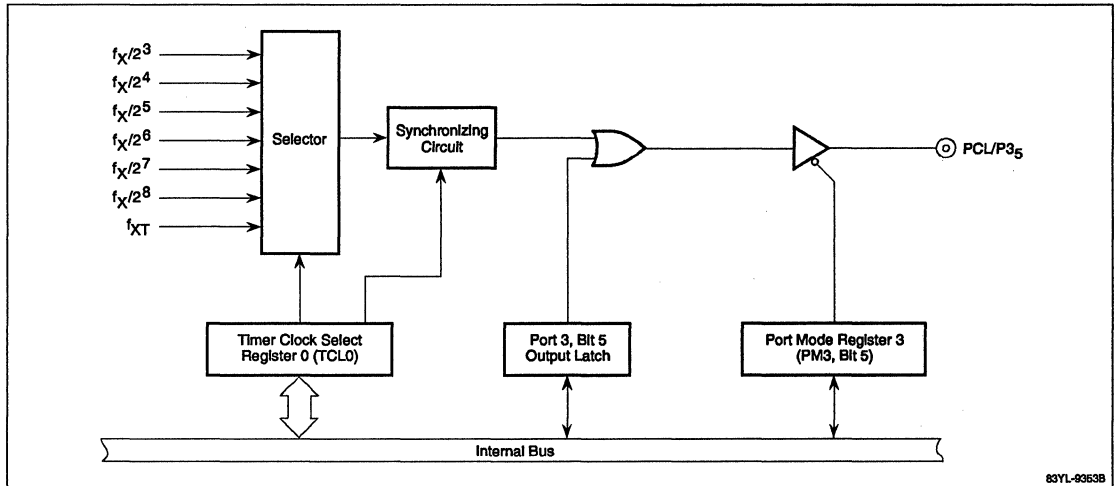 fX/2³
fX/2⁴
fX/2⁵
fX/2⁶
fX/2⁷
fX/2⁸
fXT
Selector
Synchronizing
Circuit
PCL/P3₅
Timer Clock Select
Register 0 (TCL0)
Port 3, Bit 5
Output Latch
Port Mode Register 3
(PM3, Bit 5)
Internal Bus
83YL-9353B